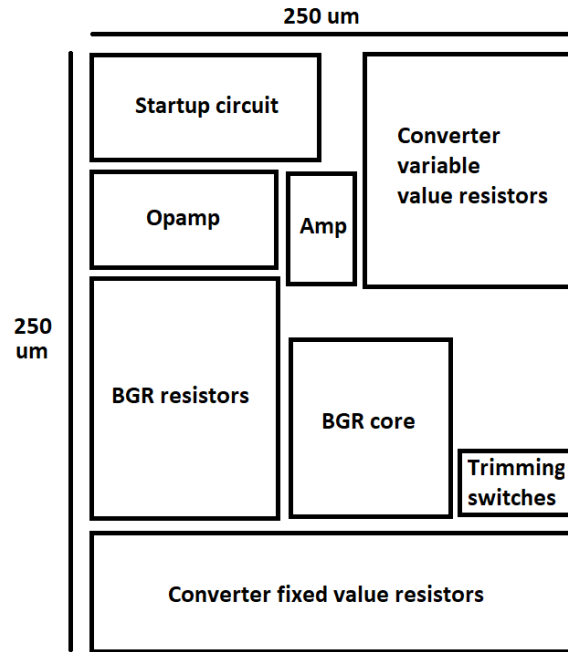 250 um
Startup circuit
Converter
variable
value resistors
Opamp
Amp
250
um
BGR resistors
BGR core
Trimming
switches
Converter fixed value resistors